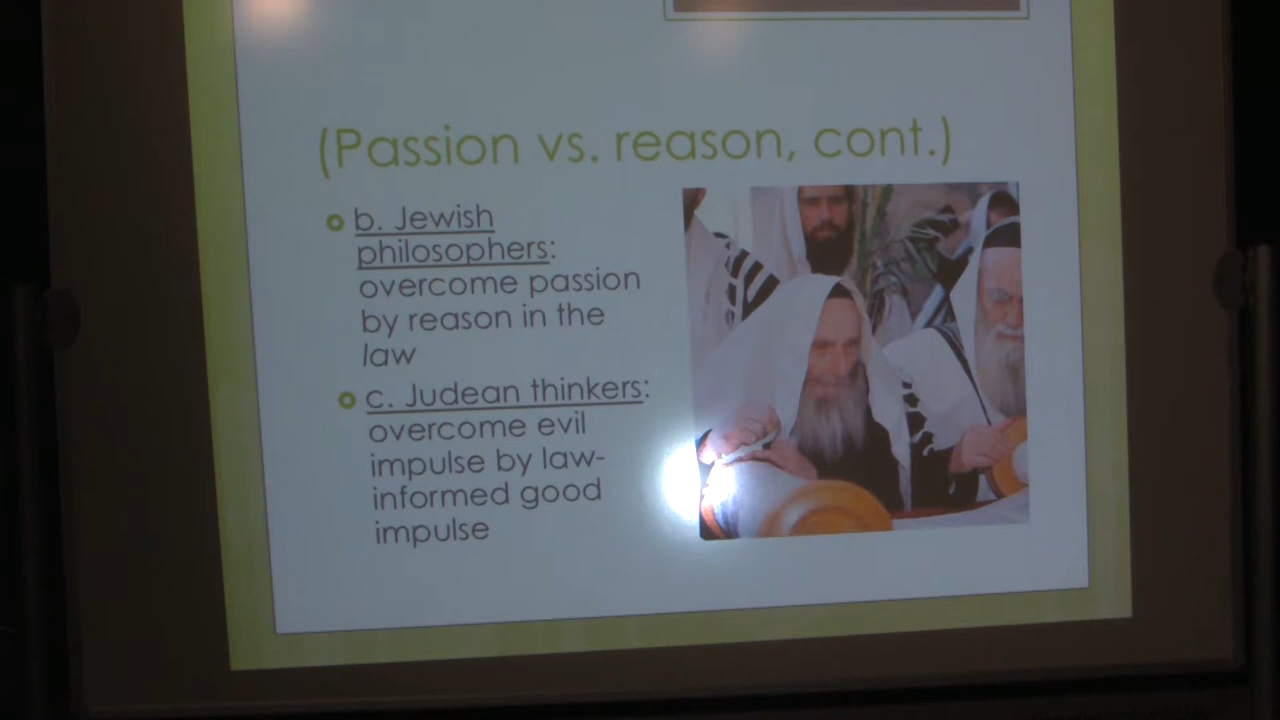 (Passion vs. reason, cont.)
b. Jewish
philosophers:
overcome passion
by reason in the
law
c. Judean thinkers:
overcome evil
impulse by law-
informed good
impulse